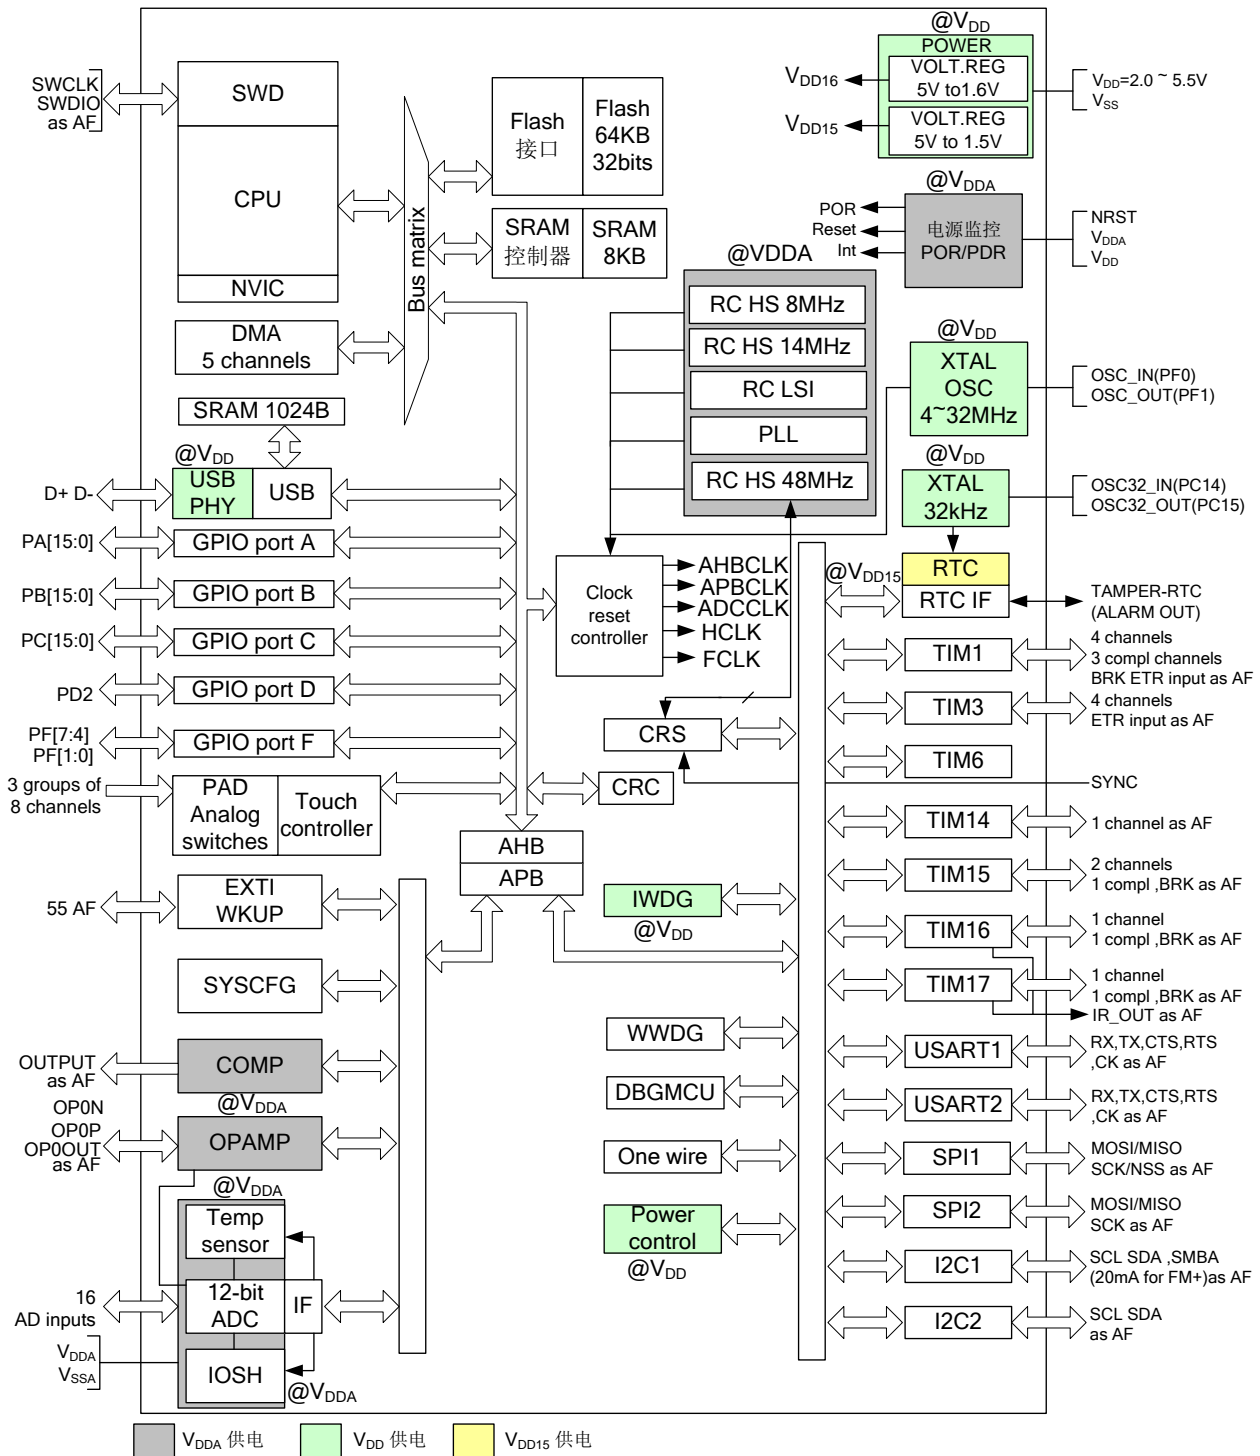 SWCLK
SWDIO
as AF
SWD
CPU
NVIC
DMA
5 channels
Bus matrix
Flash
接口
Flash
64KB
32bits
SRAM
控制器
SRAM
8KB
@VDD
POWER
VOLT.REG
5V to1.6V
VOLT.REG
5V to 1.5V
VDD16
VDD15
VDD=2.0 ~ 5.5V
VSS
@VDDA
电源监控
POR/PDR
POR
Reset
Int
NRST
VDDA
VDD
@VDDA
RC HS 8MHz
RC HS 14MHz
RC LSI
PLL
RC HS 48MHz
@VDD
XTAL
OSC
4~32MHz
OSC_IN(PF0)
OSC_OUT(PF1)
@VDD
XTAL
32kHz
OSC32_IN(PC14)
OSC32_OUT(PC15)
SRAM 1024B
@VDD
USB
PHY
USB
D+ D-
PA[15:0]
GPIO port A
PB[15:0]
GPIO port B
PC[15:0]
GPIO port C
PD2
GPIO port D
PF[7:4]
PF[1:0]
GPIO port F
3 groups of
8 channels
PAD
Analog
switches
Touch
controller
Clock
reset
controller
AHBCLK
APBCLK
ADCCLK
HCLK
FCLK
@VDD15
RTC
RTC IF
TAMPER-RTC
(ALARM OUT)
TIM1
4 channels
3 compl channels
BRK ETR input as AF
TIM3
4 channels
ETR input as AF
CRS
TIM6
SYNC
CRC
AHB
APB
TIM14
1 channel as AF
TIM15
2 channels
1 compl ,BRK as AF
TIM16
1 channel
1 compl ,BRK as AF
TIM17
1 channel
1 compl ,BRK as AF
IR_OUT as AF
55 AF
EXTI
WKUP
IWDG
@VDD
SYSCFG
WWDG
USART1
RX,TX,CTS,RTS
,CK as AF
OUTPUT
as AF
COMP
@VDDA
DBGMCU
USART2
RX,TX,CTS,RTS
,CK as AF
OP0N
OP0P
OP0OUT
as AF
OPAMP
@VDDA
One wire
SPI1
MOSI/MISO
SCK/NSS as AF
Temp
sensor
Power
control
@VDD
SPI2
MOSI/MISO
SCK as AF
16
AD inputs
12-bit
ADC
IF
I2C1
SCL SDA ,SMBA
(20mA for FM+)as AF
VDDA
VSSA
IOSH
@VDDA
I2C2
SCL SDA
as AF
VDDA 供电
VDD 供电
VDD15 供电